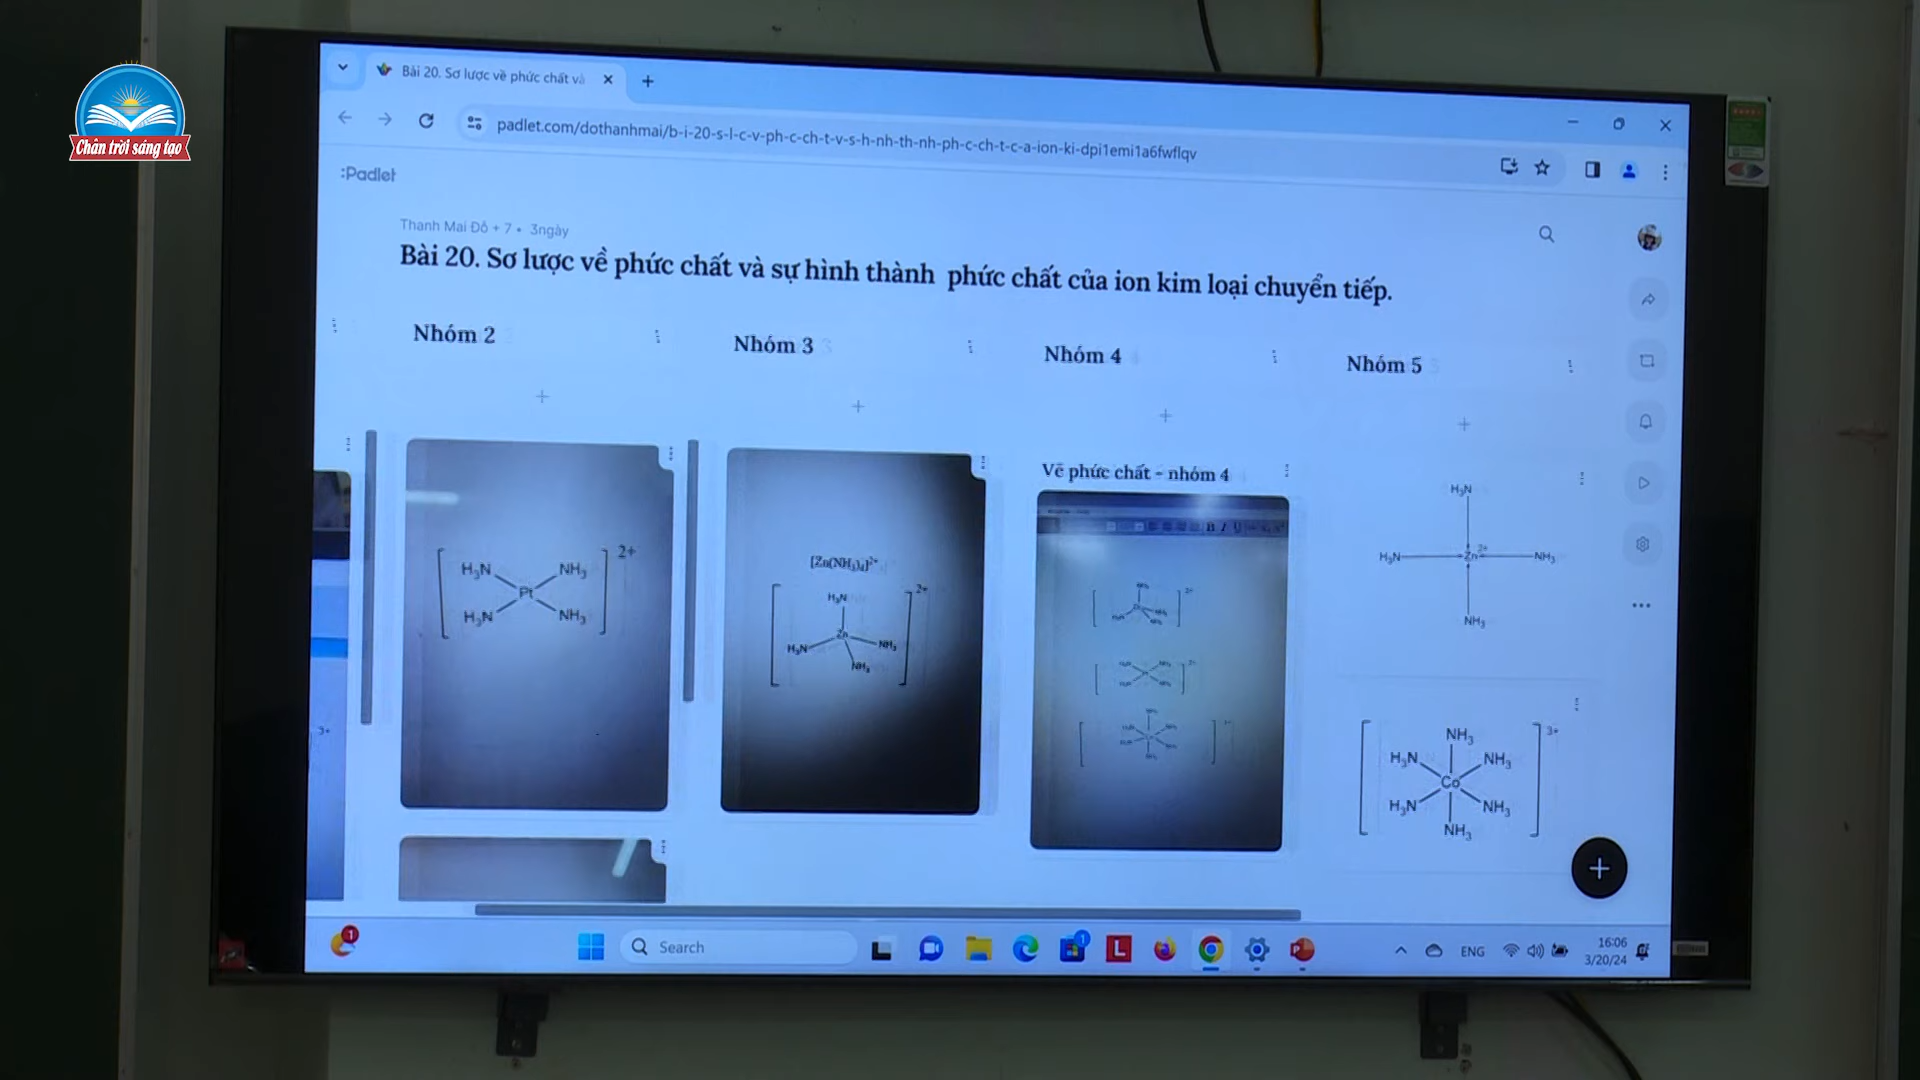 Chân trời sáng tạo
Bài 20. Sơ lược về phức chất và
padlet.com/dothanhmai/b-i-20-s-l-c-v-ph-c-ch-t-v-s-h-nh-th-nh-ph-c-ch-t-c-a-ion-ki-dpi1emi1a6fwflqv
:Padlet
Thanh Mai Đỗ + 7 • 3ngày
Bài 20. Sơ lược về phức chất và sự hình thành phức chất của ion kim loại chuyển tiếp.
Nhóm 2
Nhóm 3
Nhóm 4
Nhóm 5
Vẽ phức chất - nhóm 4
H₃N NH₃ 2+
Pt
H₃N NH₃
[Zn(NH₃)₄]²⁺
H₃N 2+
Zn
H₃N NH₃
NH₃
H₃N
H₃N Zn 2+ NH₃
NH₃
3+
NH₃ 3+
H₃N NH₃
Co
H₃N NH₃
NH₃
1
Search
1
L
P
ENG
16:06
3/20/24